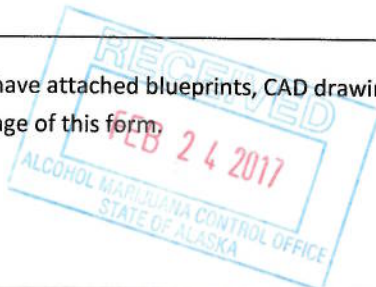 RECEIVED
have attached blueprints, CAD drawin
ge of this form.
FEB 24 2017
ALCOHOL MARIJUANA CONTROL OFFICE
STATE OF ALASKA